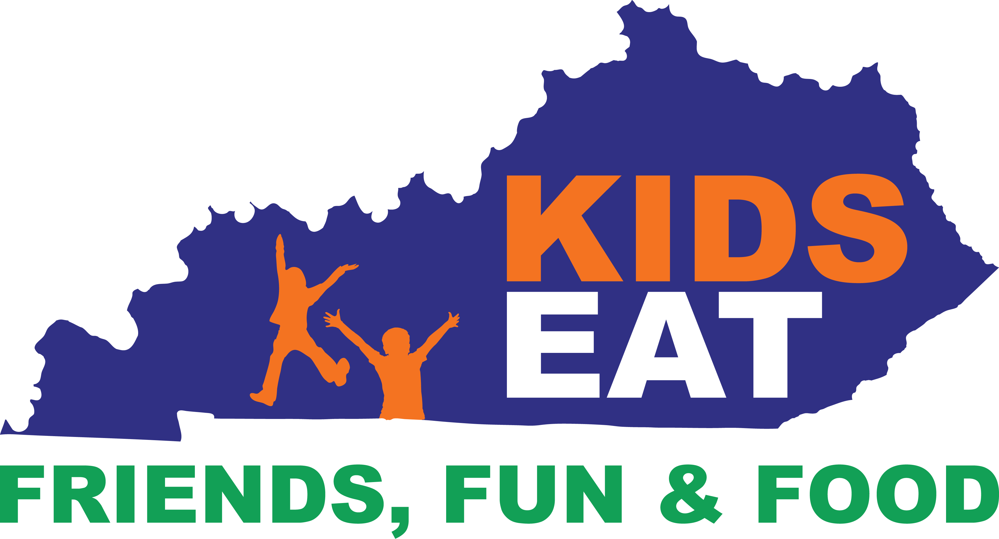 KIDS
EAT
FRIENDS, FUN & FOOD